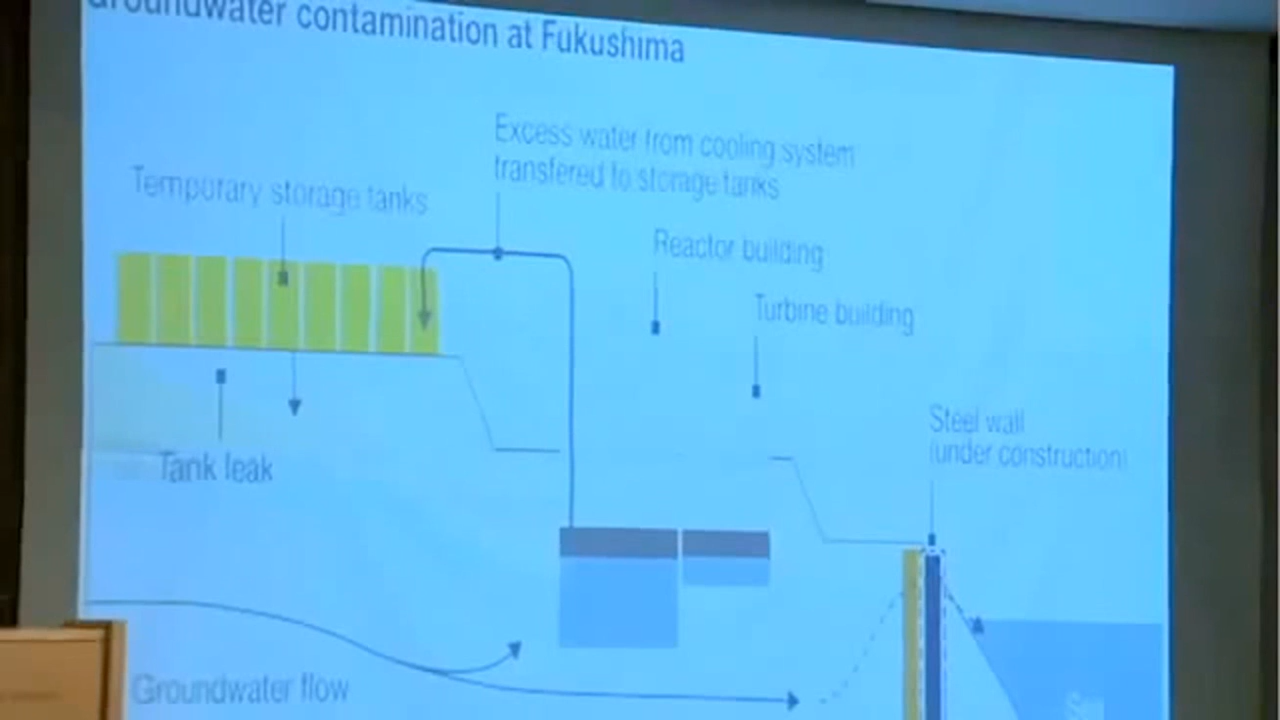 Groundwater contamination at Fukushima
Excess water from cooling system
transfered to storage tanks
Temporary storage tanks
Reactor building
Turbine building
Steel wall
(under construction)
Tank leak
Groundwater flow
Sea